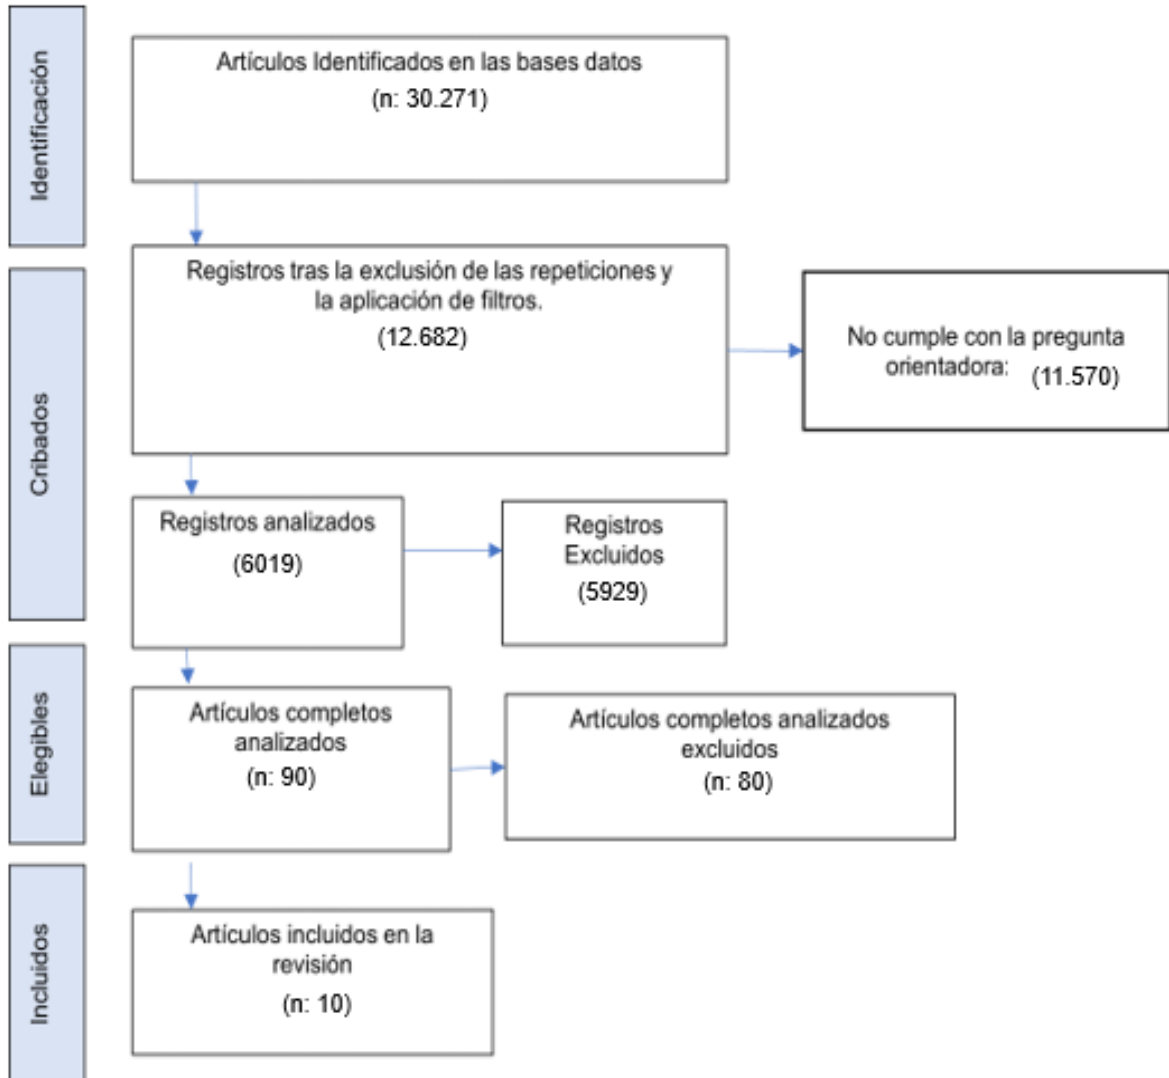 Identificación
Artículos Identificados en las bases datos
(n: 30.271)
Cribados
Registros tras la exclusión de las repeticiones y
la aplicación de filtros.
(12.682)
No cumple con la pregunta
orientadora: (11.570)
Registros analizados
(6019)
Registros
Excluidos
(5929)
Elegibles
Artículos completos
analizados
(n: 90)
Artículos completos analizados
excluidos
(n: 80)
Incluidos
Artículos incluidos en la
revisión
(n: 10)